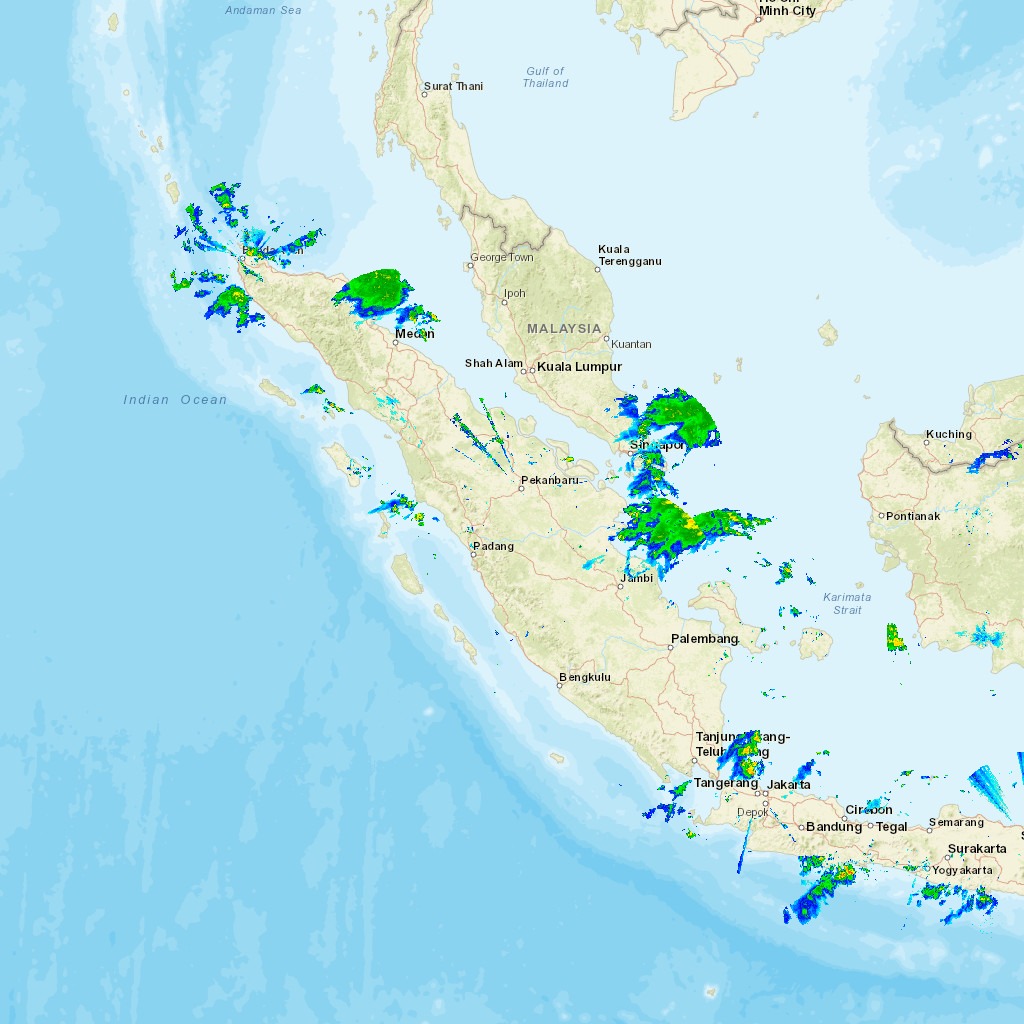 Andaman Sea
Minh City
Gulf of
Thailand
Surat Thani
Kuala
Terengganu
George Town
Ipoh
MALAYSIA
Kuantan
Medan
Shah Alam
Kuala Lumpur
Indian Ocean
Kuching
Singapore
Pekanbaru
Pontianak
Padang
Jambi
Karimata
Strait
Palembang
Bengkulu
Tangerang
Jakarta
Depok
Cirebon
Bandung
Tegal
Semarang
Surakarta
Yogyakarta